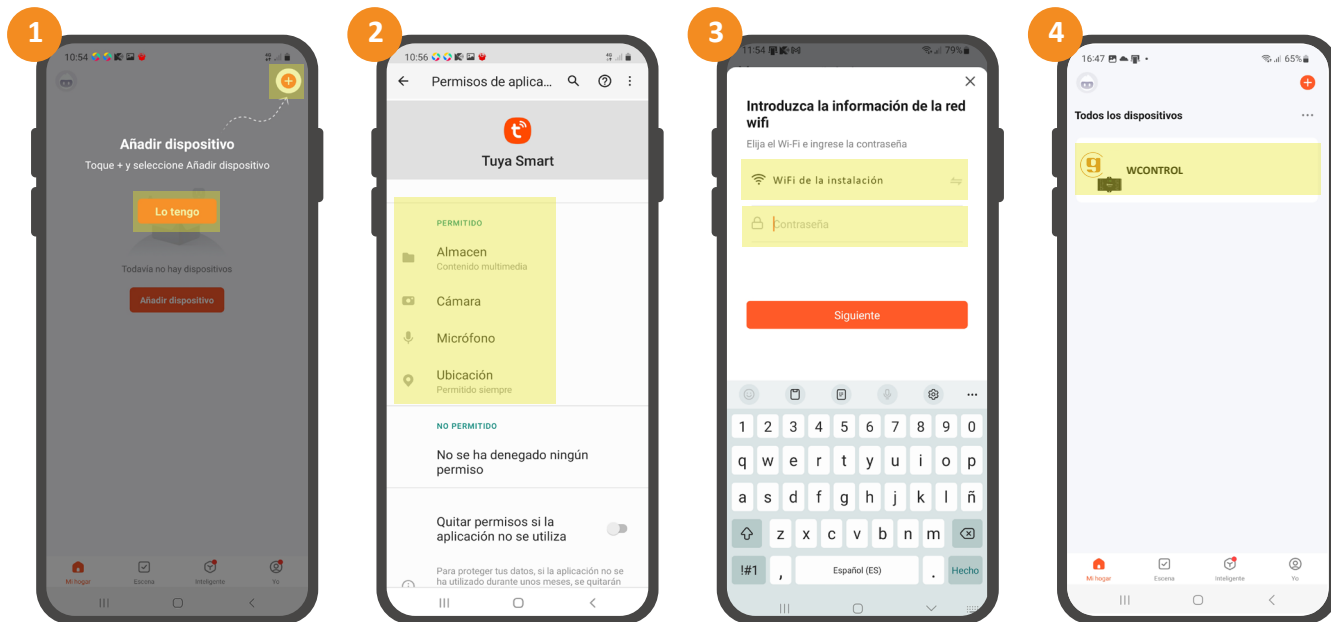 1
10:54
Añadir dispositivo
Toque + y seleccione Añadir dispositivo
Lo tengo
Todavía no hay dispositivos
Añadir dispositivo
Mi hogar
Escena
Inteligente
Yo
2
10:56
Permisos de aplica...
Tuya Smart
PERMITIDO
Almacen
Contenido multimedia
Cámara
Micrófono
Ubicación
Permitido siempre
NO PERMITIDO
No se ha denegado ningún
permiso
Quitar permisos si la
aplicación no se utiliza
Para proteger tus datos, si la aplicación no se
ha utilizado durante unos meses, se quitarán
3
11:54 79%
Introduzca la información de la red
wifi
Elija el Wi-Fi e ingrese la contraseña
WiFi de la instalación
Contraseña
Siguiente
1 2 3 4 5 6 7 8 9 0
q w e r t y u i o p
a s d f g h j k l ñ
z x c v b n m
!#1 , Español (ES) . Hecho
4
16:47 65%
Todos los dispositivos
WCONTROL
Mi hogar
Escena
Inteligente
Yo